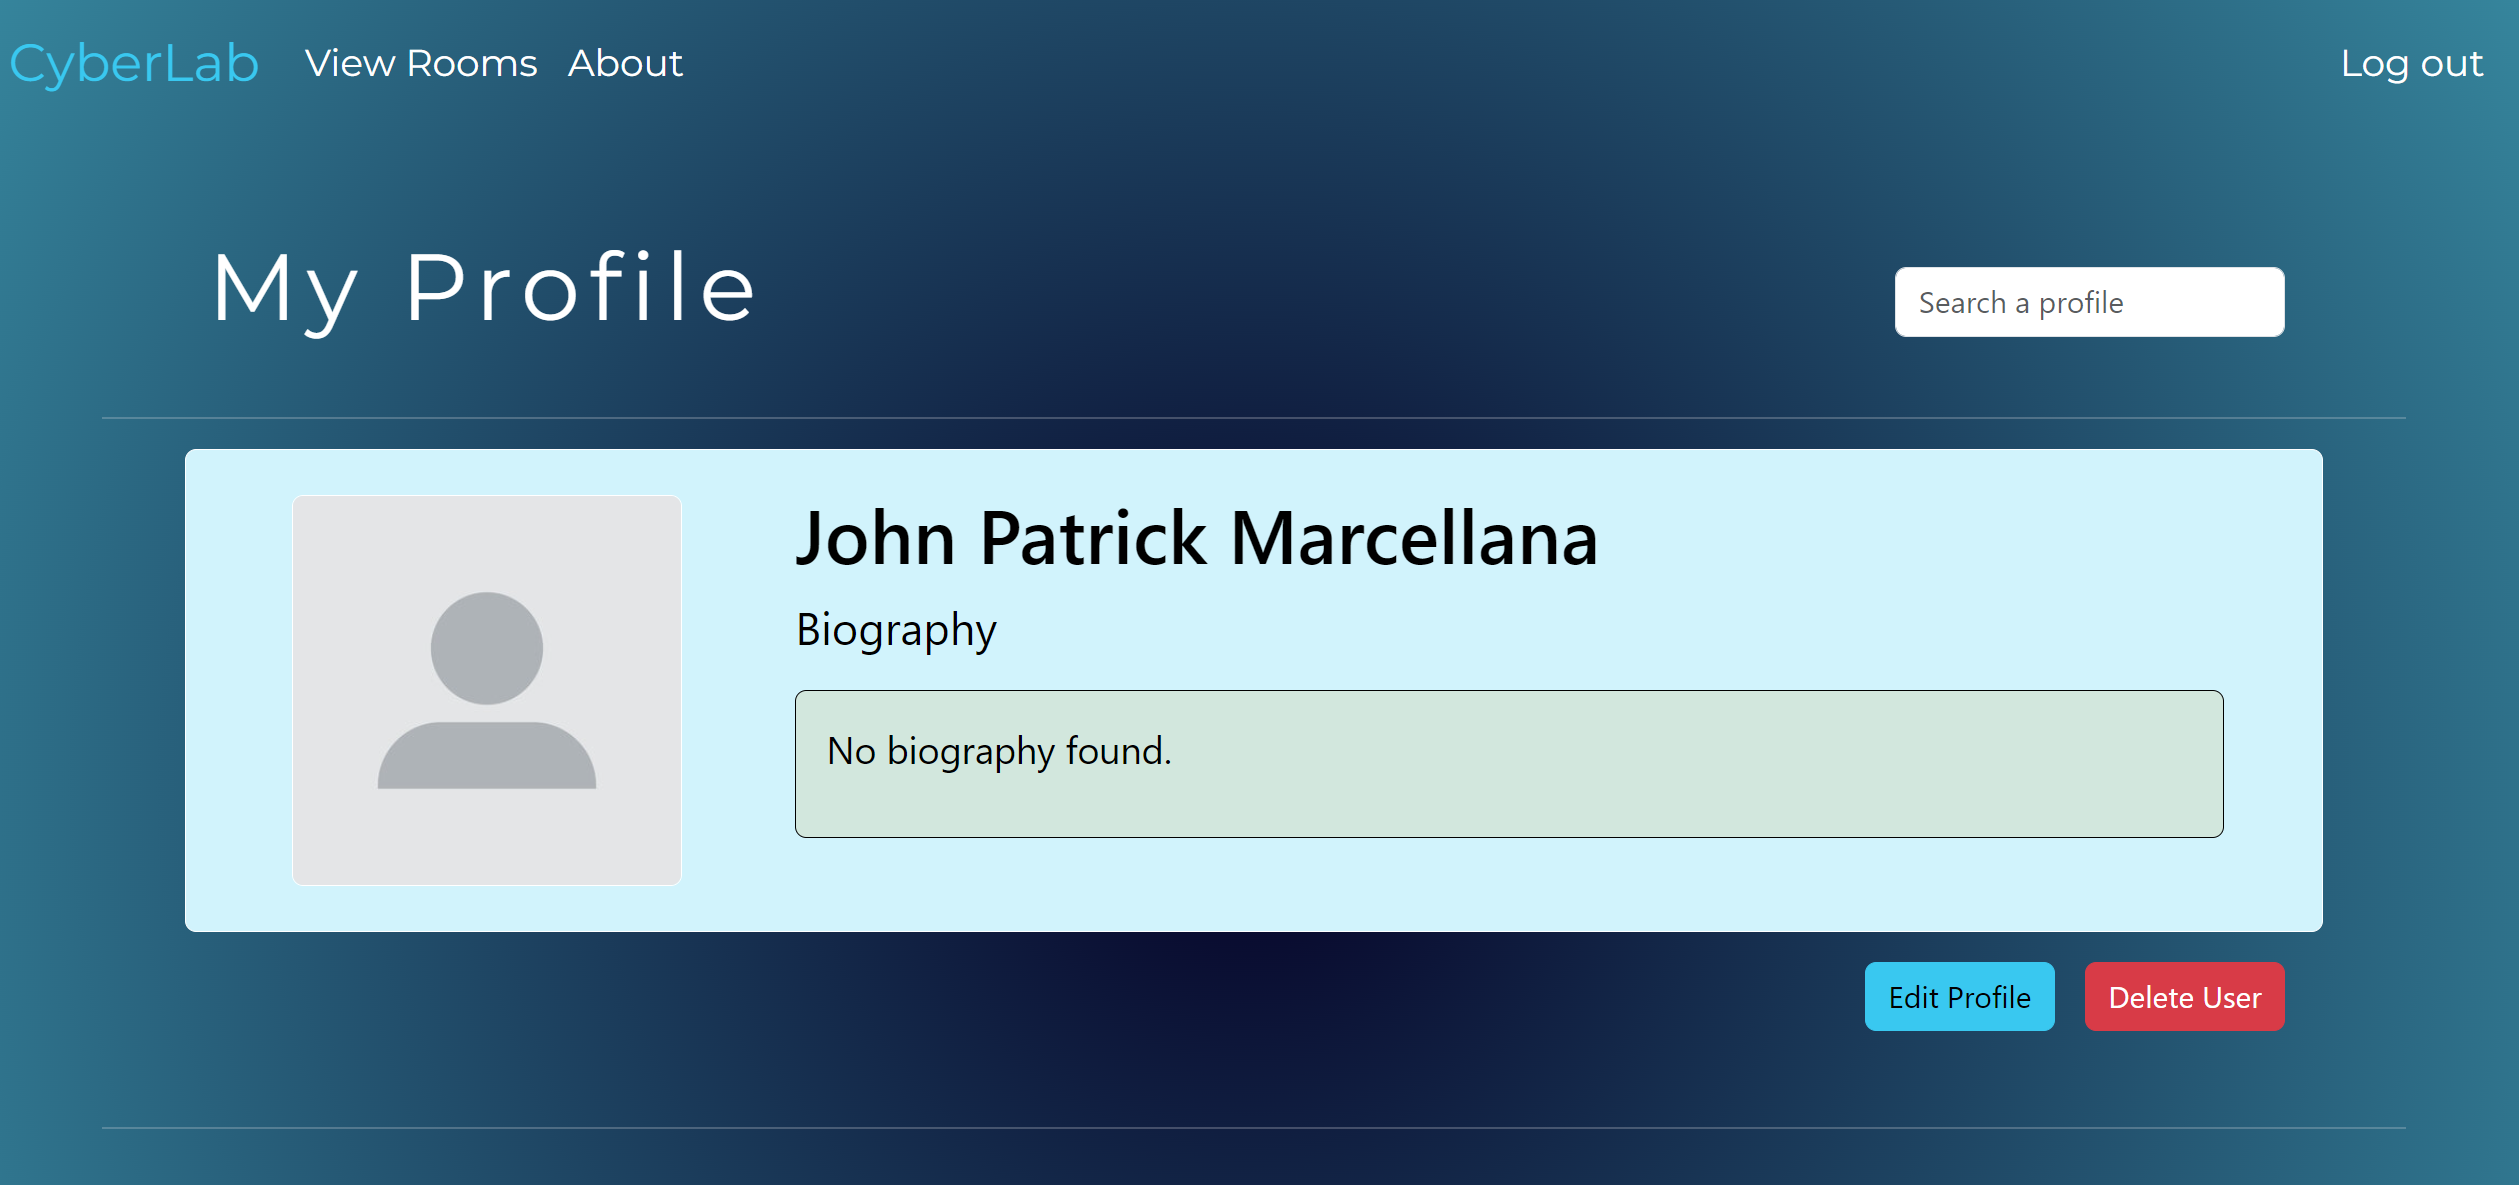 CyberLab View Rooms About Log out
My Profile
Search a profile
John Patrick Marcellana
Biography
No biography found.
Edit Profile Delete User